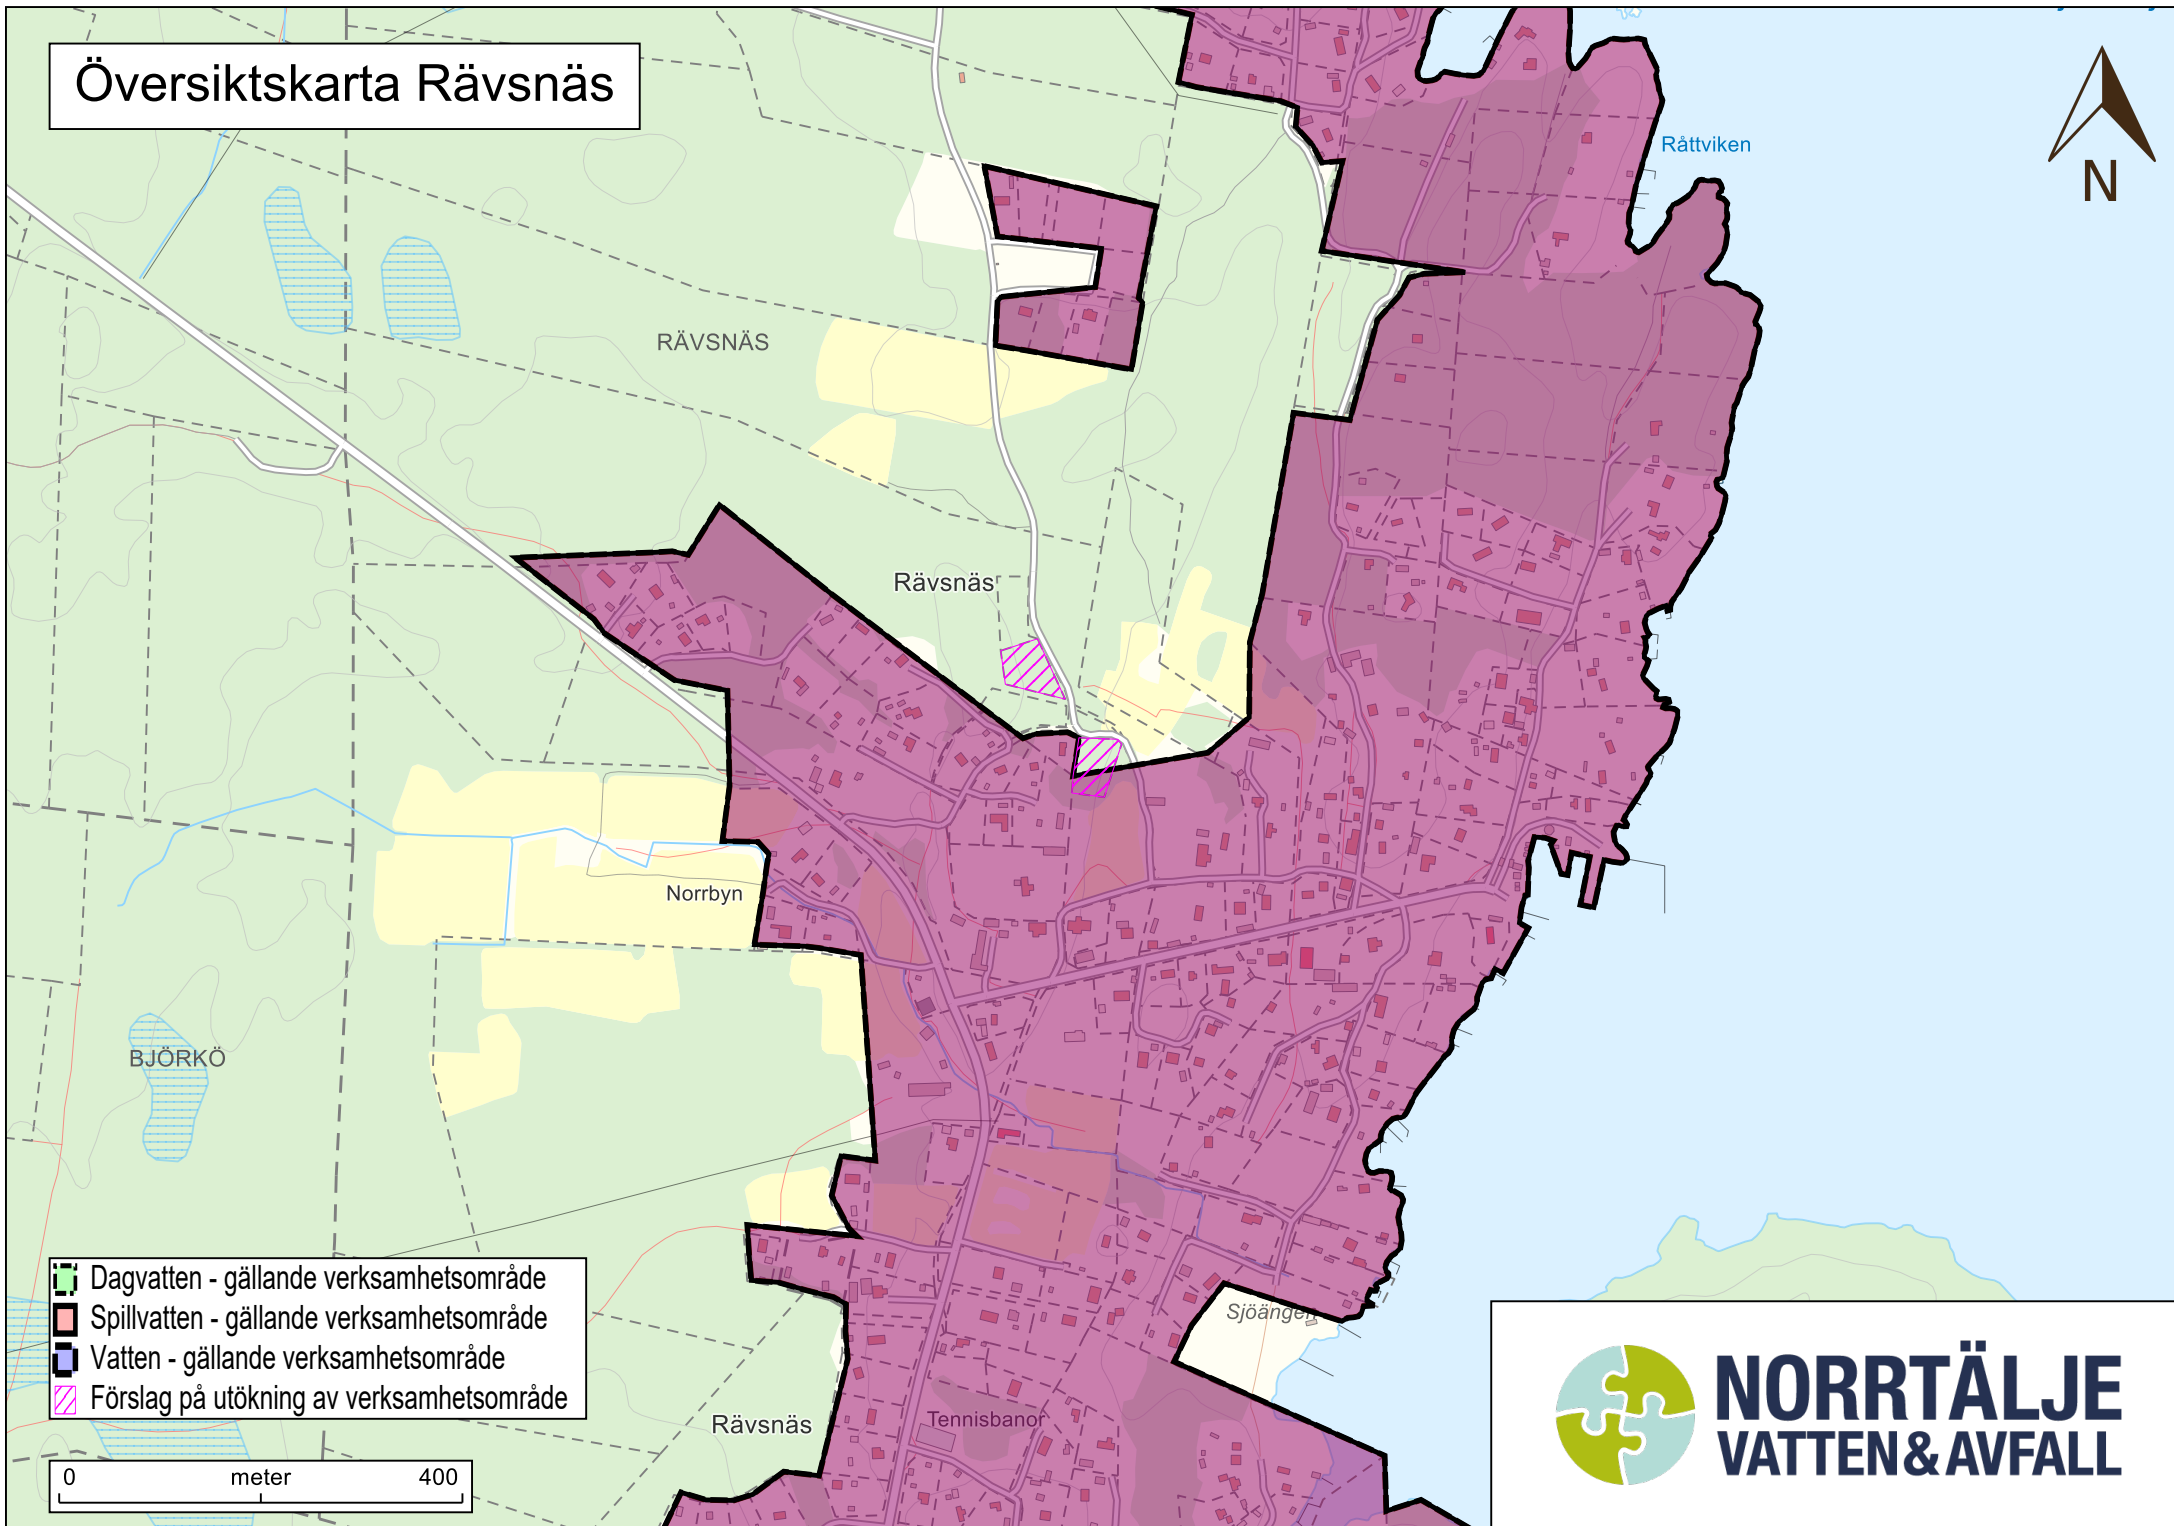 Översiktskarta Rävsnäs
Råttviken
N
RÄVSNÄS
Rävsnäs
Norrbyn
BJÖRKÖ
Dagvatten - gällande verksamhetsområde
Spillvatten - gällande verksamhetsområde
Vatten - gällande verksamhetsområde
Förslag på utökning av verksamhetsområde
Sjöängen
Rävsnäs
Tennisbanor
0 meter 400
NORRTÄLJE
VATTEN & AVFALL